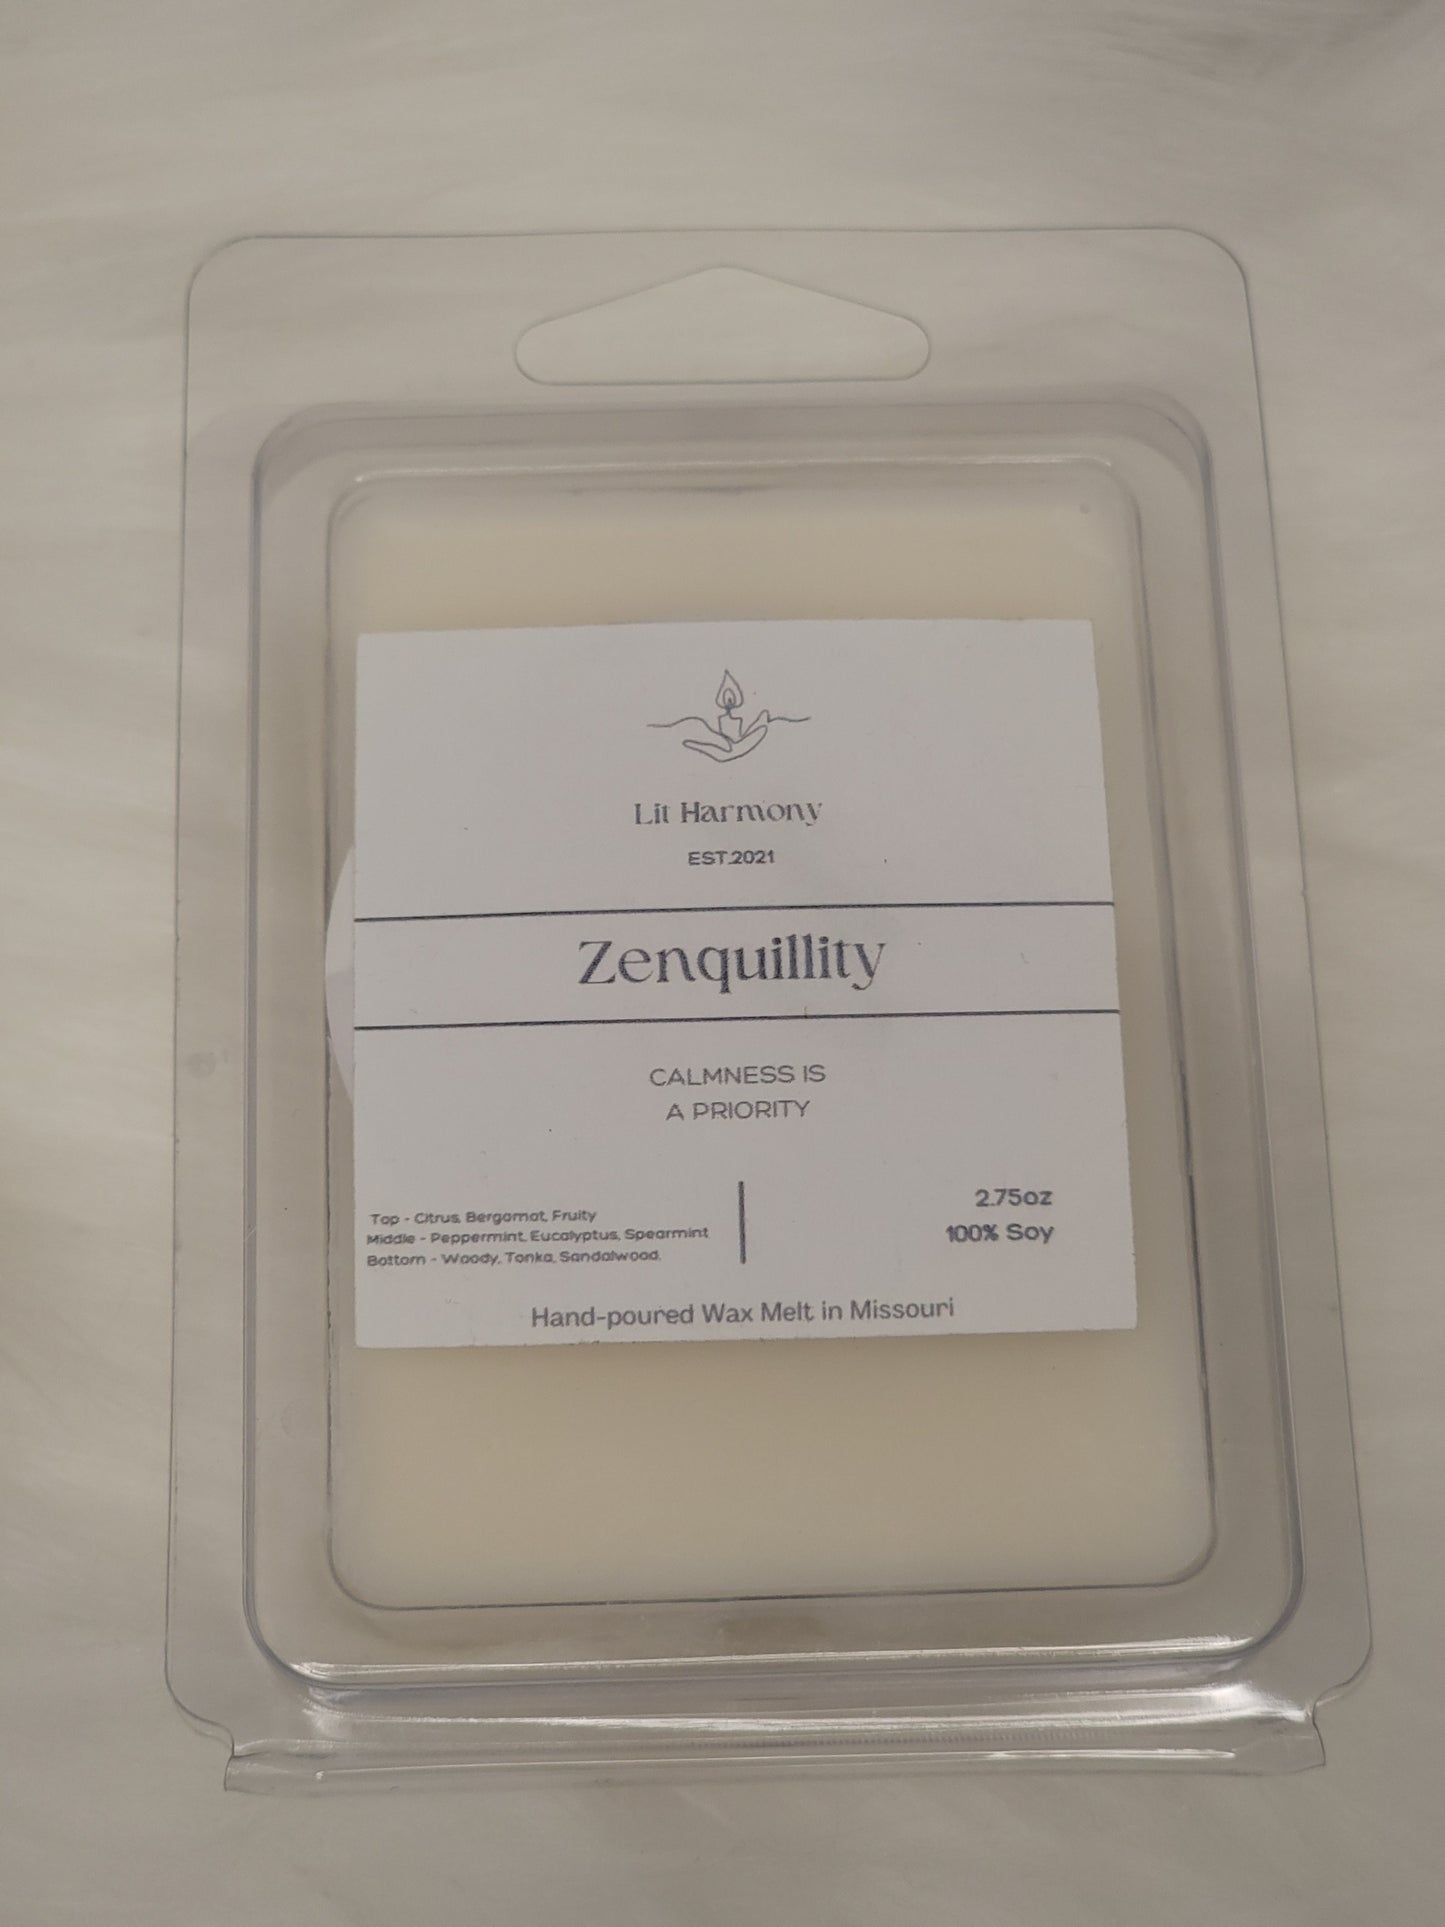 Lit Harmony
EST.2021
Zenquillity
CALMNESS IS
A PRIORITY
Top - Citrus, Bergamot, Fruity
Middle - Peppermint, Eucalyptus, Spearmint
Bottom - Woody, Tonka, Sandalwood.
2.75oz
100% Soy
Hand-poured Wax Melt in Missouri